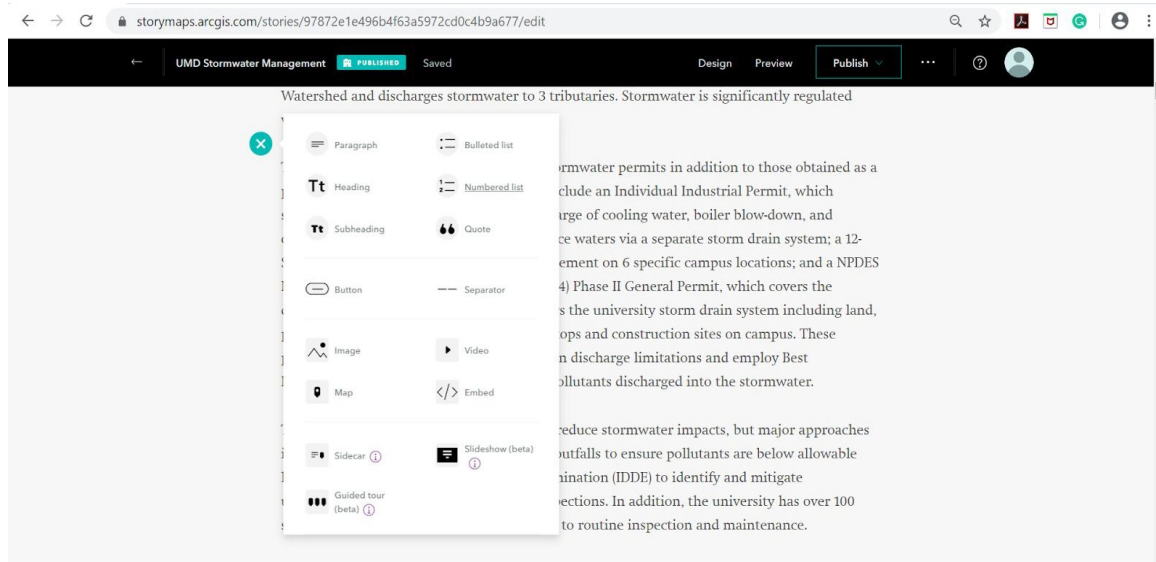 storymaps.arcgis.com/stories/97872e1e496b4f63a5972cd0c4b9a677/edit
UMD Stormwater Management PUBLISHED Saved Design Preview Publish
Watershed and discharges stormwater to 3 tributaries. Stormwater is significantly regulated
Paragraph Bulleted list
ormwater permits in addition to those obtained as a
Heading Numbered list
clude an Individual Industrial Permit, which
arge of cooling water, boiler blow-down, and
Subheading Quote
ce waters via a separate storm drain system; a 12-
ement on 6 specific campus locations; and a NPDES
Button Separator
4) Phase II General Permit, which covers the
s the university storm drain system including land,
ops and construction sites on campus. These
Image Video
n discharge limitations and employ Best
ollutants discharged into the stormwater.
Map Embed
reduce stormwater impacts, but major approaches
Sidecar Slideshow (beta)
outfalls to ensure pollutants are below allowable
ination (IDDE) to identify and mitigate
Guided tour
(beta)
ections. In addition, the university has over 100
to routine inspection and maintenance.